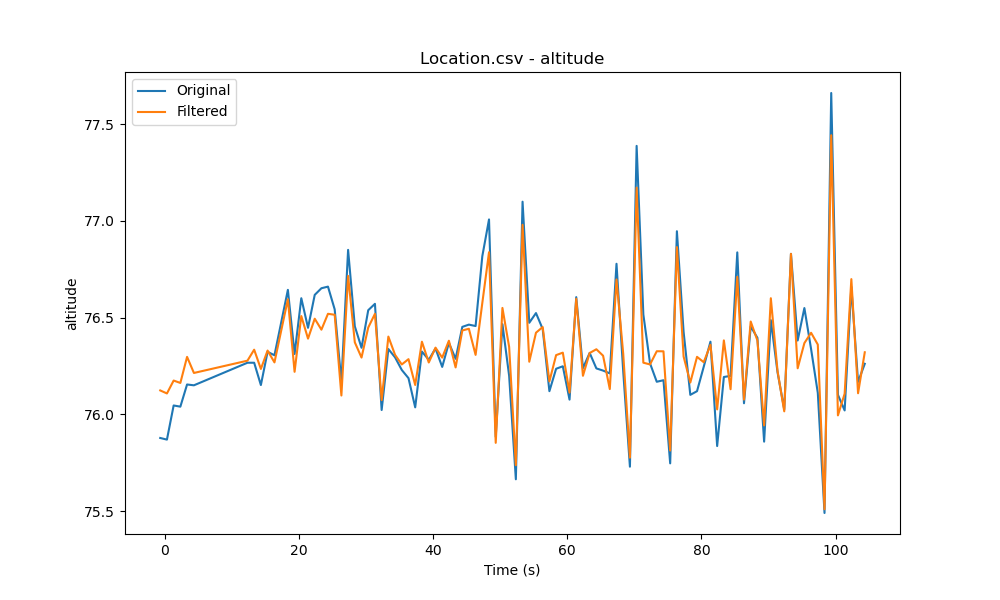 Location.csv - altitude
Original
Filtered
77.5
77.0
76.5
76.0
75.5
altitude
0 20 40 60 80 100
Time (s)